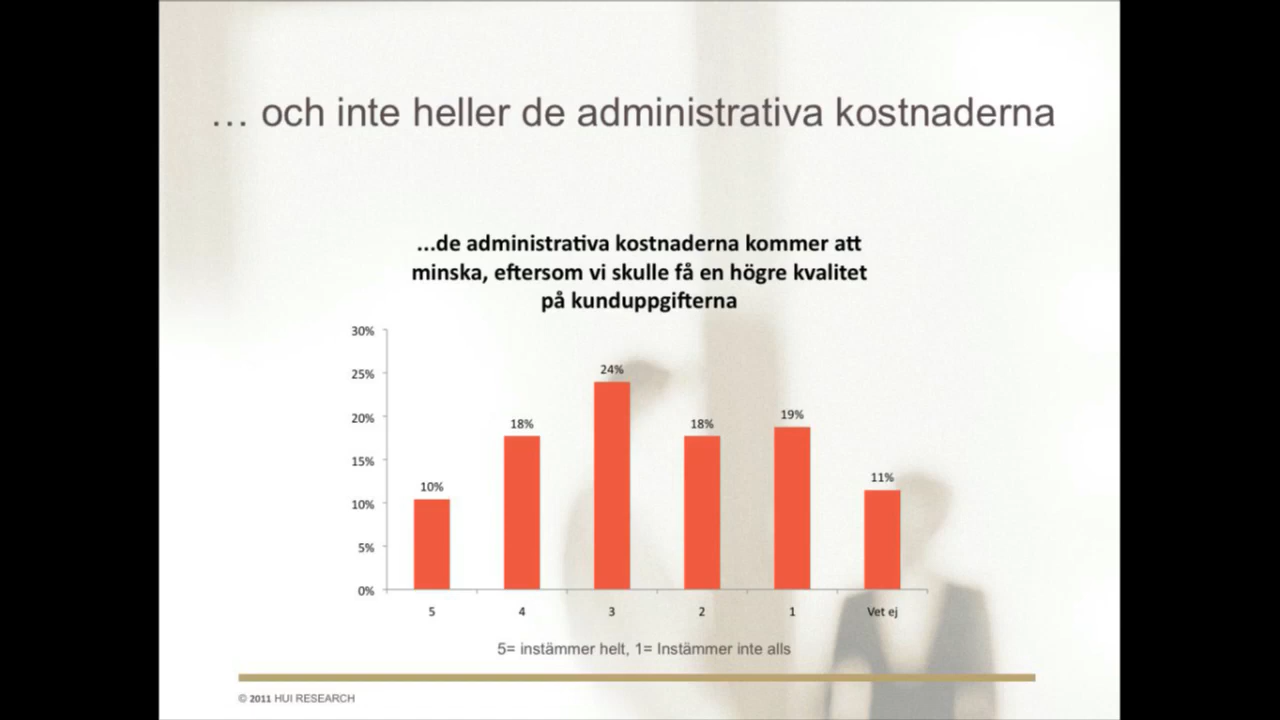 … och inte heller de administrativa kostnaderna
...de administrativa kostnaderna kommer att
minska, eftersom vi skulle få en högre kvalitet
på kunduppgifterna
30%
25%
20%
15%
10%
5%
0%
10%
18%
24%
18%
19%
11%
5
4
3
2
1
Vet ej
5= instämmer helt, 1= Instämmer inte alls
© 2011 HUI RESEARCH